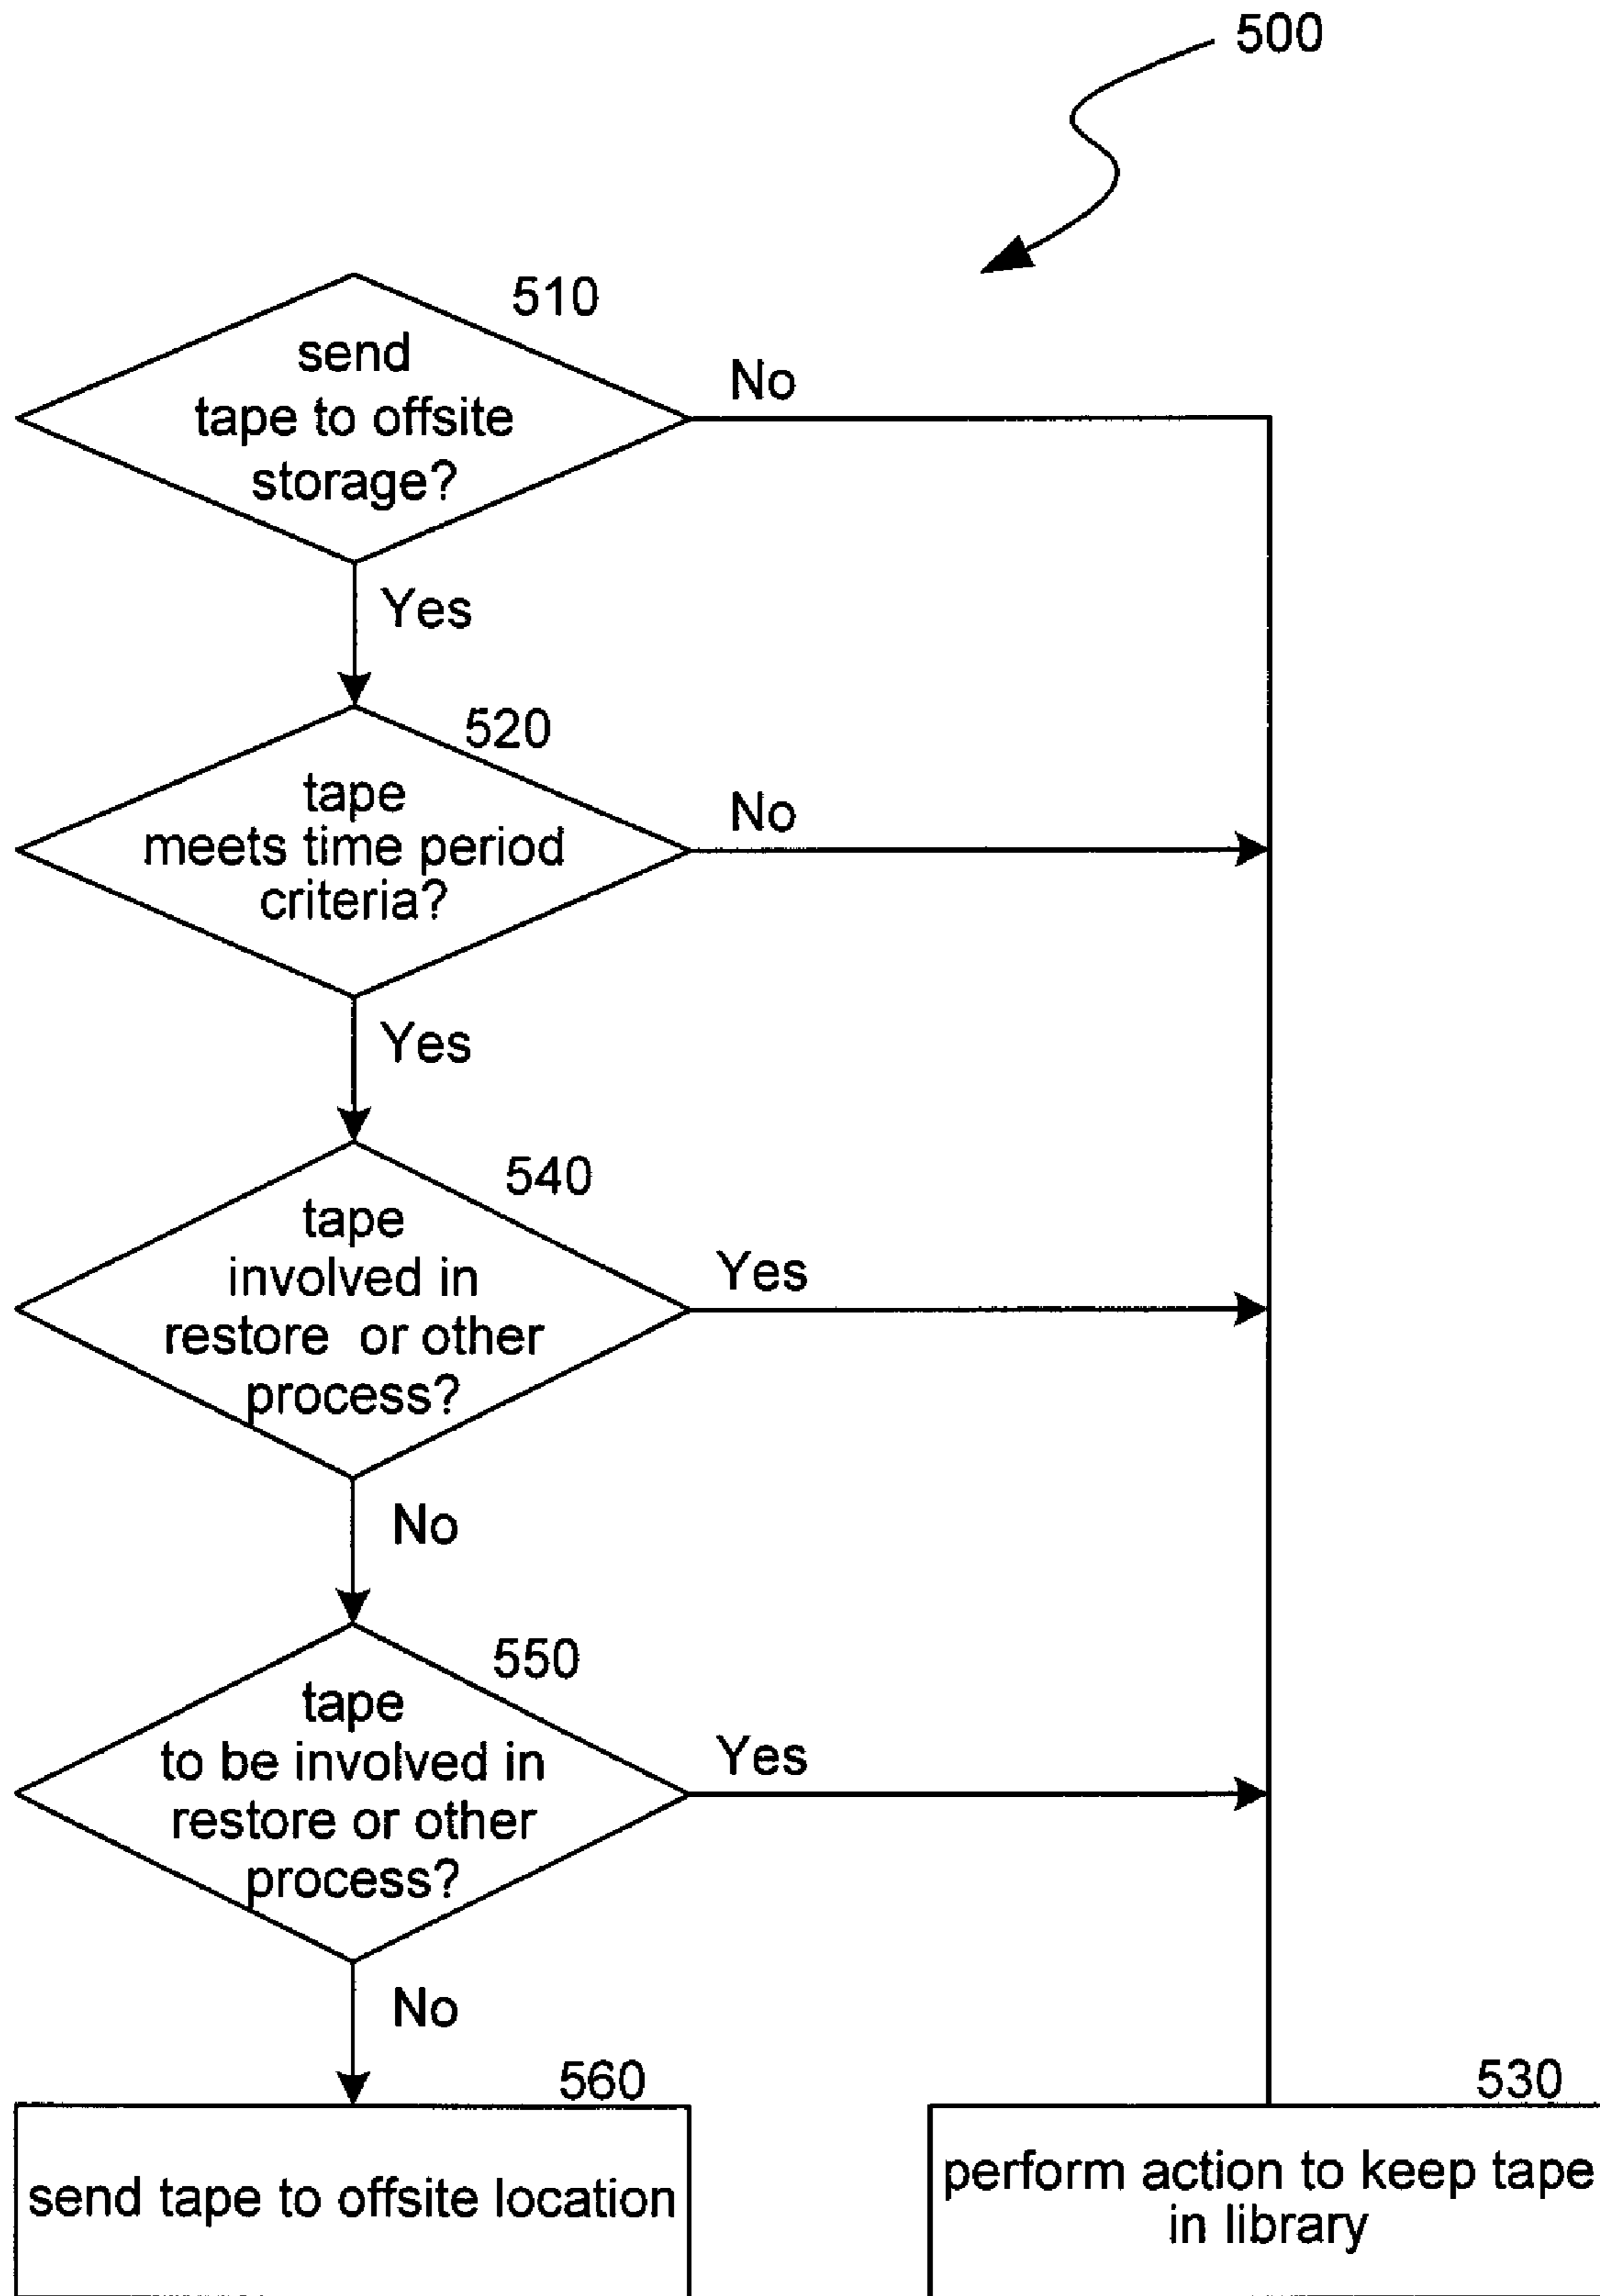 500
510
send
tape to offsite
storage?
No
Yes
520
tape
meets time period
criteria?
No
Yes
540
tape
involved in
restore or other
process?
Yes
No
550
tape
to be involved in
restore or other
process?
Yes
No
560
send tape to offsite location
530
perform action to keep tape
in library